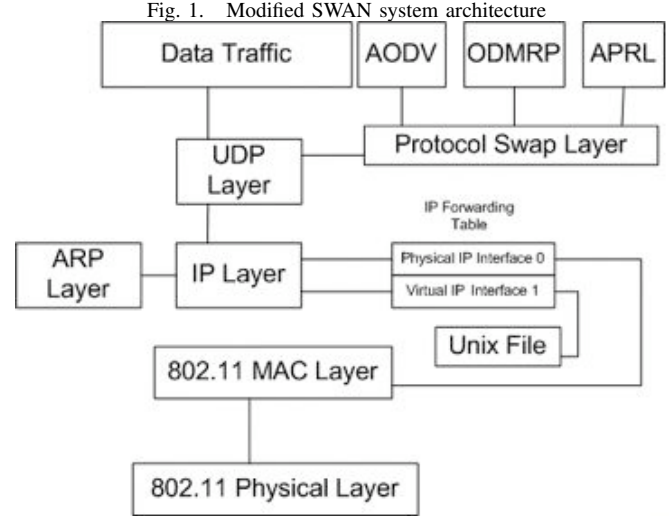 Fig. 1. Modified SWAN system architecture
Data Traffic
AODV
ODMRP
APRL
Protocol Swap Layer
UDP
Layer
IP Forwarding
Table
ARP
Layer
IP Layer
Physical IP Interface 0
Virtual IP Interface 1
Unix File
802.11 MAC Layer
802.11 Physical Layer